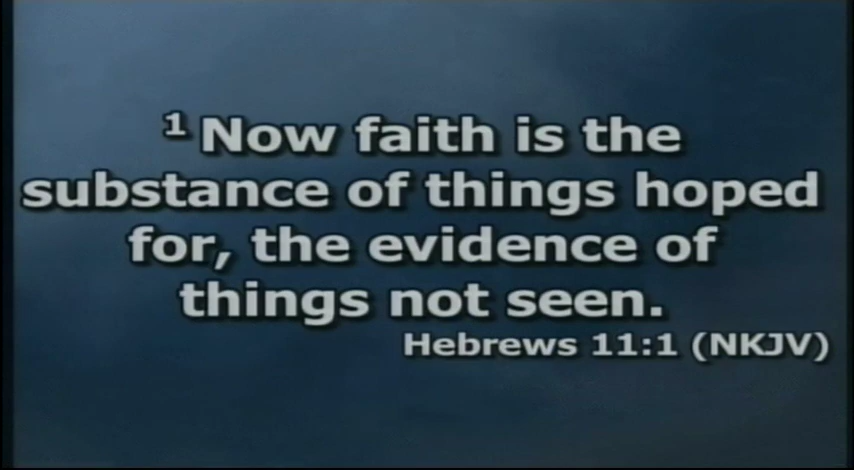 1 Now faith is the
substance of things hoped
for, the evidence of
things not seen.
Hebrews 11:1 (NKJV)